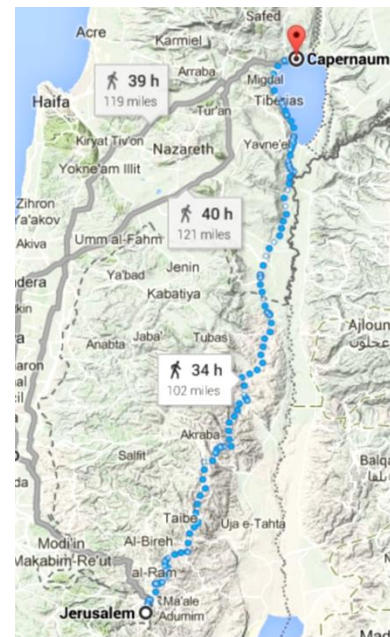 Safed
Acre
Karmiel
Capernaum
39 h
119 miles
Arraba
Migdal
Haifa
Tur'an
Tiberias
Kiryat Tiv'on
Nazareth
Yavne'el
Yokne'am Illit
Zihron
Ya'akov
40 h
121 miles
Akiva
Umm al-Fahm
Jenin
Ya'bad
Kabatiya
Ajloun
عجلون
Anabta
Jaba'
Tubas
34 h
102 miles
Akraba
Salfit
Balqa
Taibe
Uja e-Tahta
Modi'in
Makabim-Re'ut
Al-Bireh
al-Ram
Jerusalem
Ma'ale
Adumim